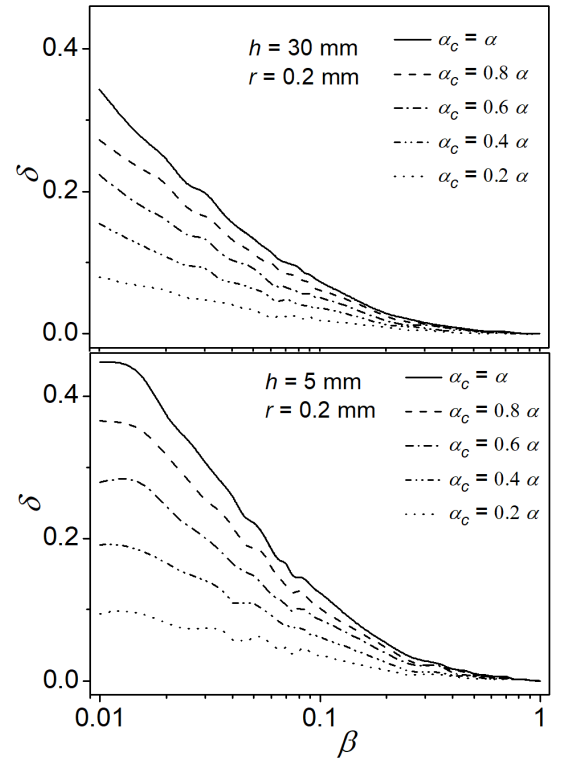 0.4
h = 30 mm
r = 0.2 mm
α_c = α
α_c = 0.8 α
α_c = 0.6 α
α_c = 0.4 α
α_c = 0.2 α
δ
0.2
0.0
h = 5 mm
r = 0.2 mm
α_c = α
α_c = 0.8 α
α_c = 0.6 α
α_c = 0.4 α
α_c = 0.2 α
0.4
δ
0.2
0.0
0.01 0.1 1
β